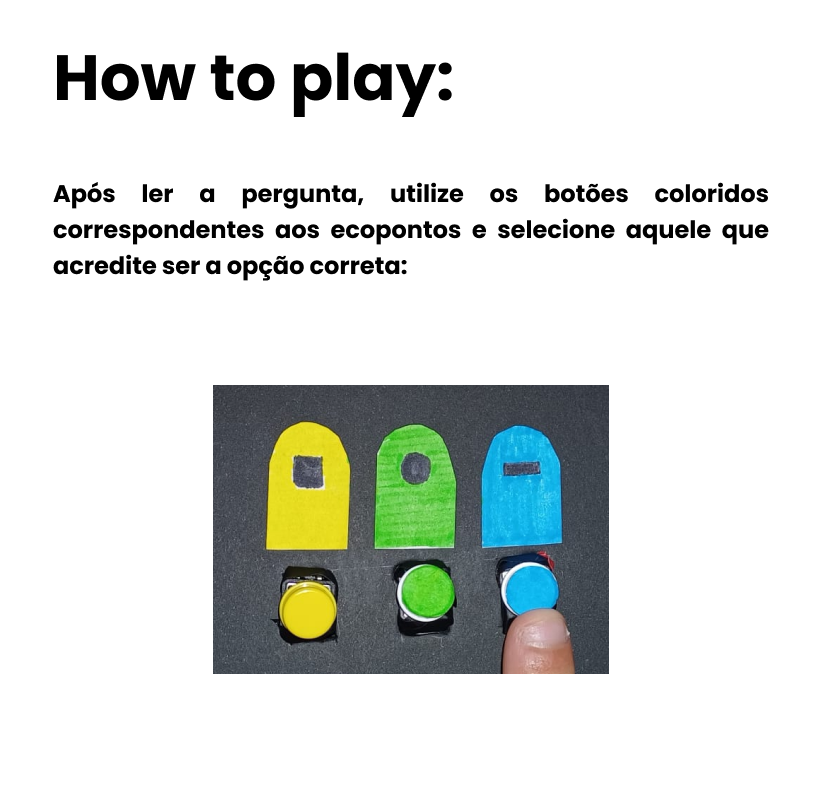 How to play:
Após ler a pergunta, utilize os botões coloridos
correspondentes aos ecopontos e selecione aquele que
acredite ser a opção correta: